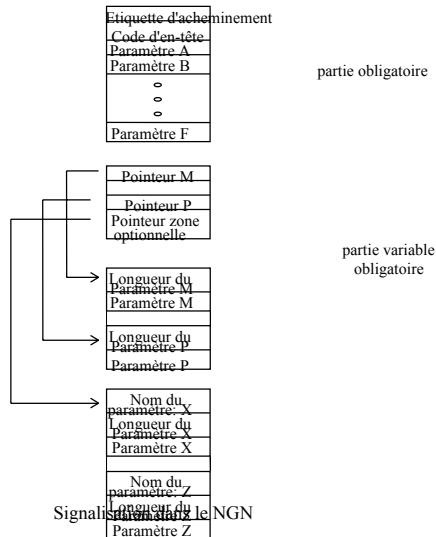 Etiquette d'acheminement
Code d'en-tête
Paramètre A
Paramètre B
partie obligatoire
Paramètre F
Pointeur M
Pointeur P
Pointeur zone
optionnelle
partie variable
obligatoire
Longueur du
Paramètre M
Paramètre M
Longueur du
Paramètre P
Paramètre P
Nom du
paramètre: X
Longueur du
Paramètre X
Paramètre X
Nom du
paramètre: Z
Longueur du
Paramètre Z
Signalisation dans le NGN
Paramètre Z